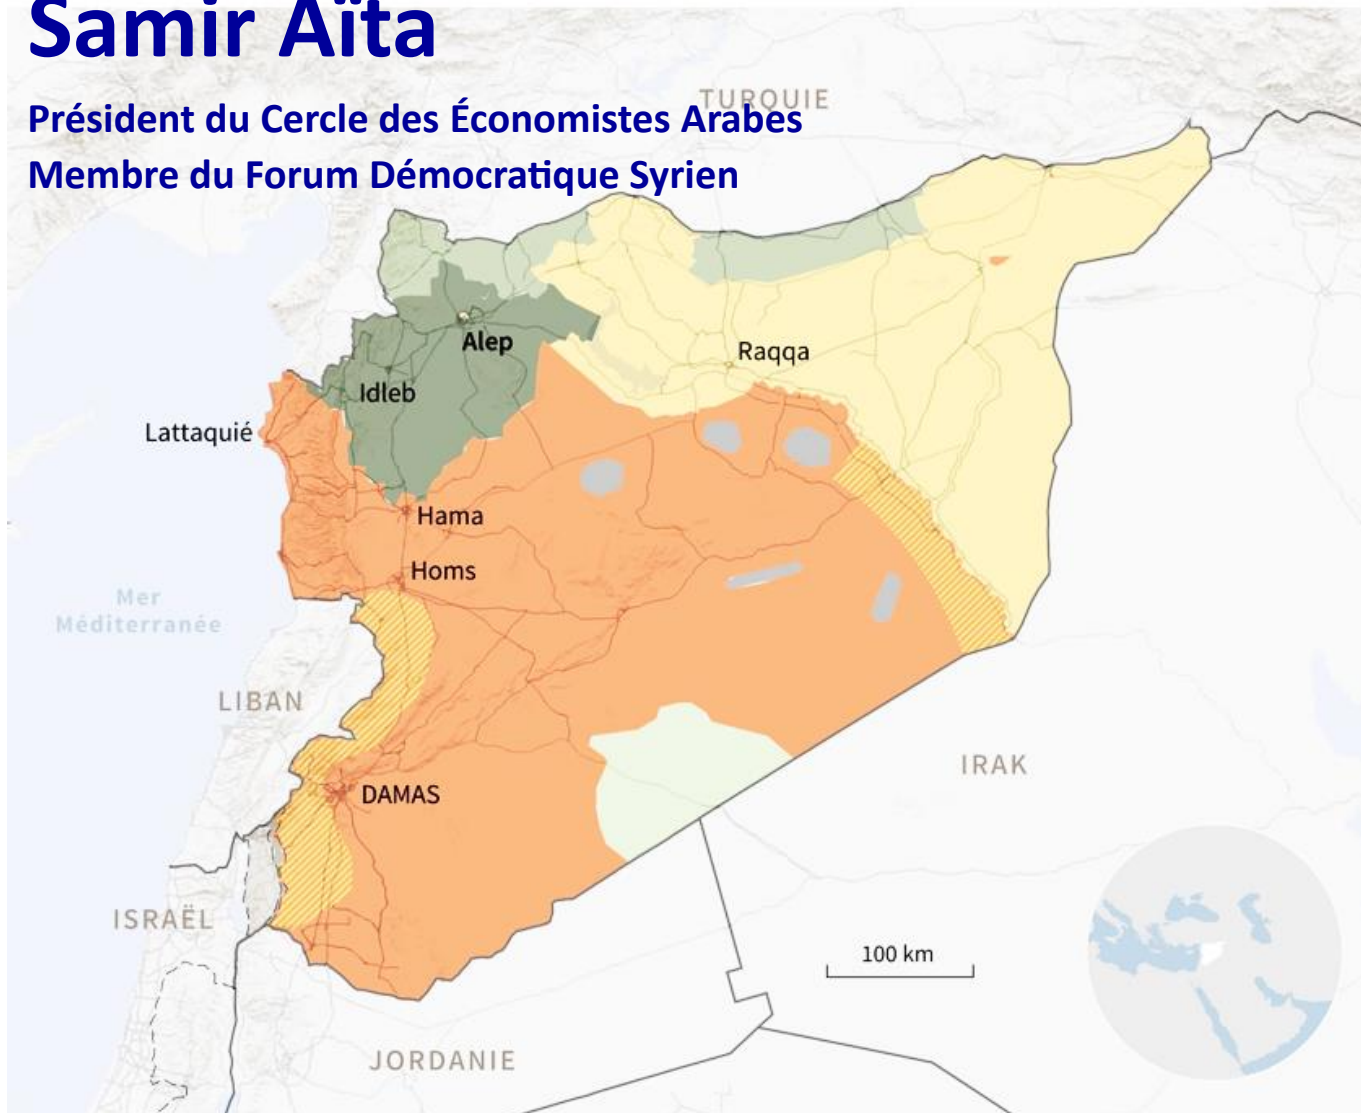 Samir Aïta
Président du Cercle des Économistes Arabes
Membre du Forum Démocratique Syrien
TURQUIE
Alep
Raqqa
Idleb
Lattaquié
Hama
Homs
Mer
Méditerranée
LIBAN
IRAK
DAMAS
ISRAËL
100 km
JORDANIE